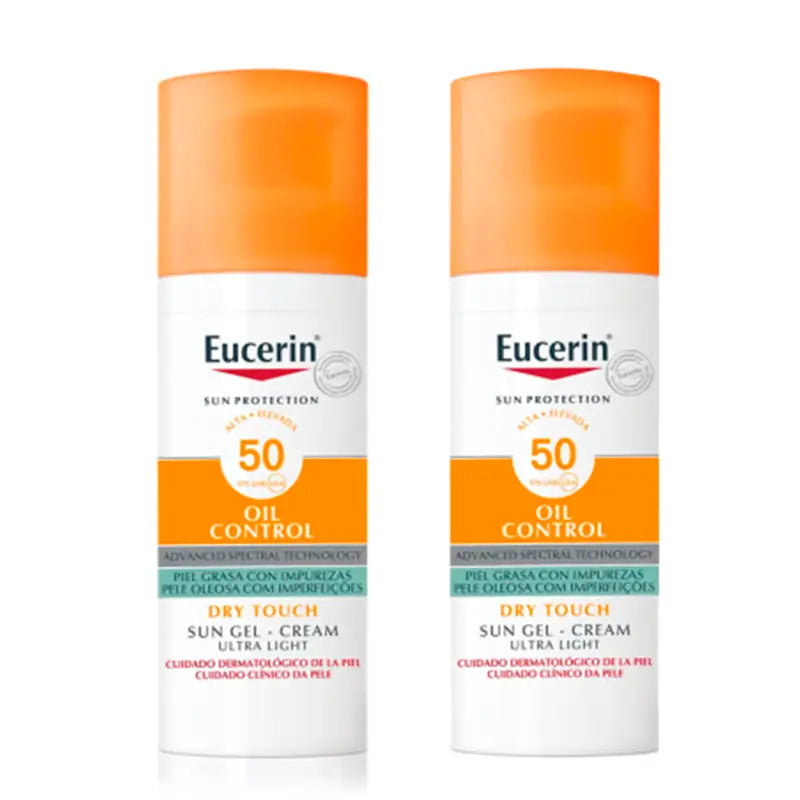 Eucerin®
SUN PROTECTION
ALTA • ELEVADA
50
OIL
CONTROL
ADVANCED SPECTRAL TECHNOLOGY
PIEL GRASA CON IMPUREZAS
PELE OLEOSA COM IMPERFEIÇÕES
DRY TOUCH
SUN GEL - CREAM
ULTRA LIGHT
CUIDADO DERMATOLÓGICO DE LA PIEL
CUIDADO CLÍNICO DA PELE
Eucerin®
SUN PROTECTION
ALTA • ELEVADA
50
OIL
CONTROL
ADVANCED SPECTRAL TECHNOLOGY
PIEL GRASA CON IMPUREZAS
PELE OLEOSA COM IMPERFEIÇÕES
DRY TOUCH
SUN GEL - CREAM
ULTRA LIGHT
CUIDADO DERMATOLÓGICO DE LA PIEL
CUIDADO CLÍNICO DA PELE